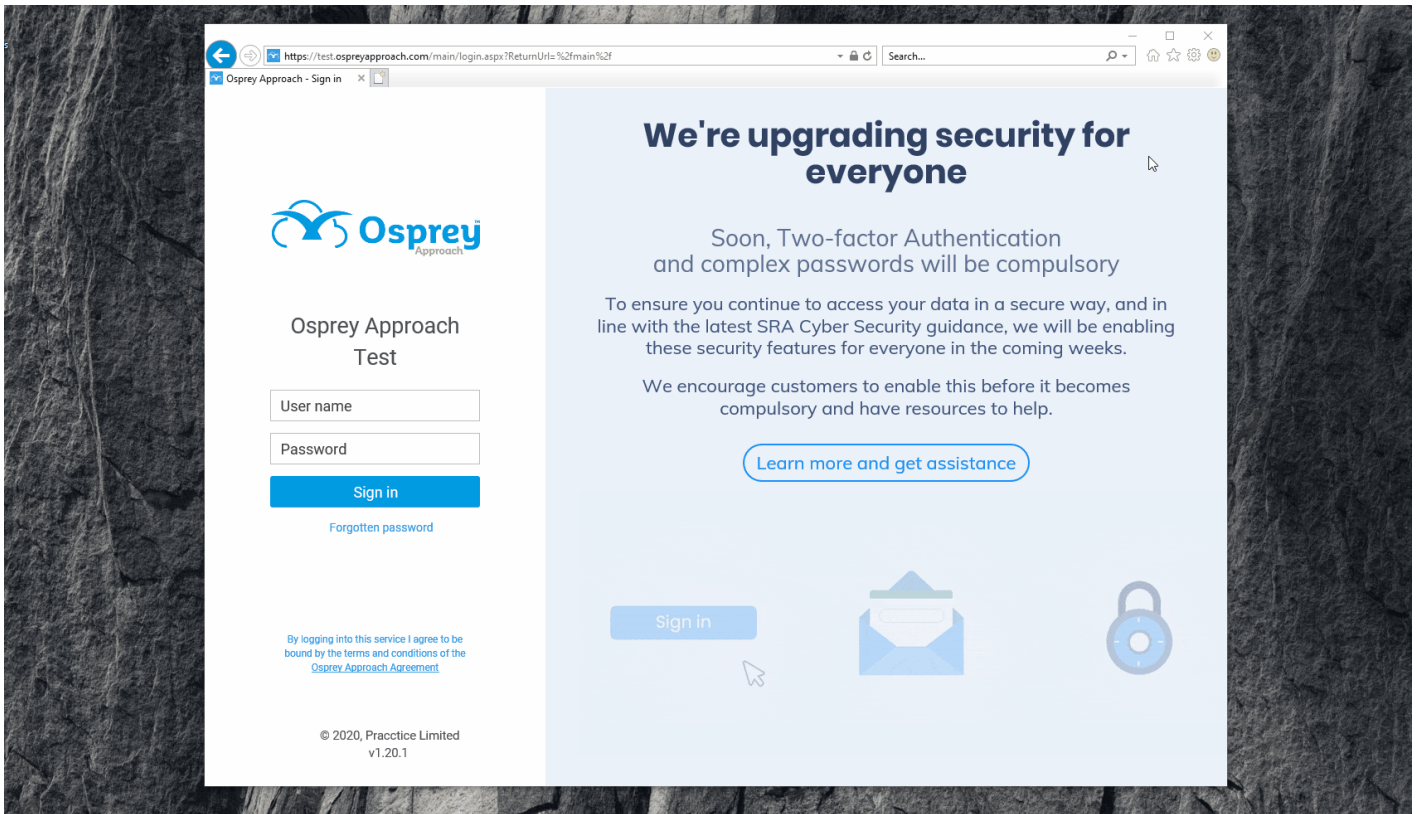 s
https://test.ospreyapproach.com/main/login.aspx?ReturnUrl=%2fmain%2f
Search...
Osprey Approach - Sign in
We're upgrading security for
everyone
Osprey™
Approach
Soon, Two-factor Authentication
and complex passwords will be compulsory
To ensure you continue to access your data in a secure way, and in
line with the latest SRA Cyber Security guidance, we will be enabling
these security features for everyone in the coming weeks.
Osprey Approach
Test
We encourage customers to enable this before it becomes
compulsory and have resources to help.
User name
Password
Learn more and get assistance
Sign in
Forgotten password
Sign in
By logging into this service I agree to be
bound by the terms and conditions of the
Osprey Approach Agreement
© 2020, Pracctice Limited
v1.20.1